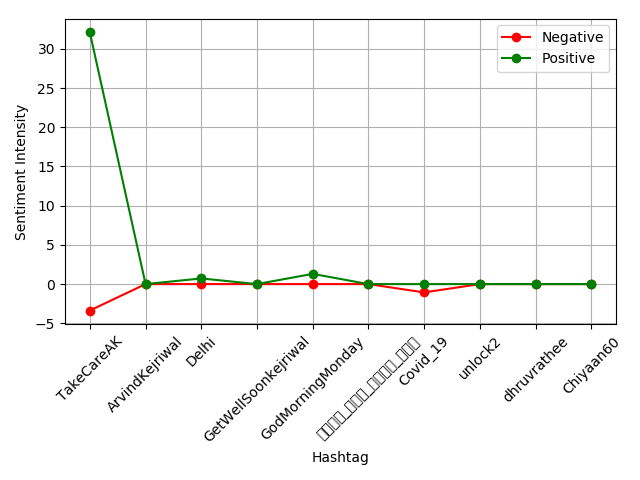 Negative
Positive
Sentiment Intensity
30
25
20
15
10
5
0
−5
TakeCareAK
ArvindKejriwal
Delhi
GetWellSoonkejriwal
GodMorningMonday
Covid_19
unlock2
dhruvrathee
Chiyaan60
Hashtag